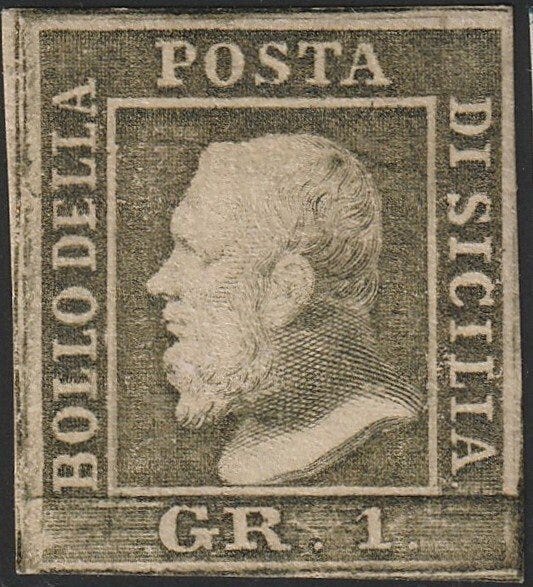 BOLLO DELLA
POSTA
DI SICILIA
GR. 1.